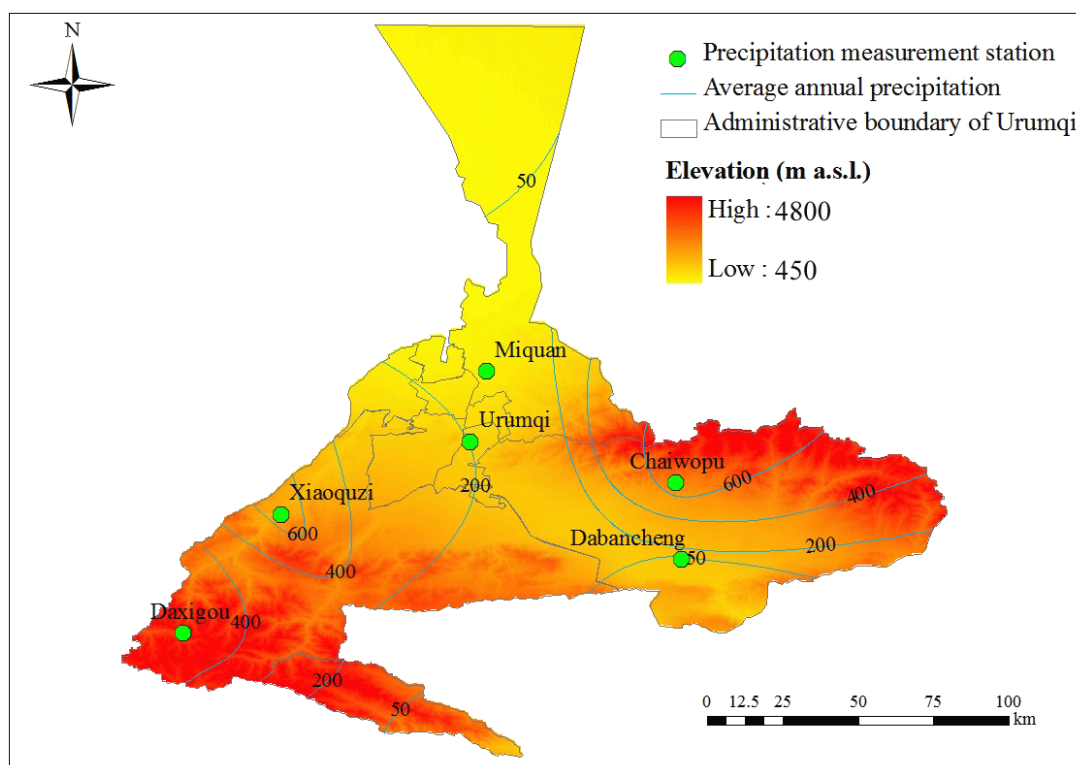 N
Precipitation measurement station
Average annual precipitation
Administrative boundary of Urumqi
Elevation (m a.s.l.)
High : 4800
Low : 450
50
Miquan
Urumqi
Chaiwopu
200
600
400
Xiaoquzi
600
Dabancheng
50
200
400
Daxigou
400
200
50
0 12.5 25 50 75 100
km